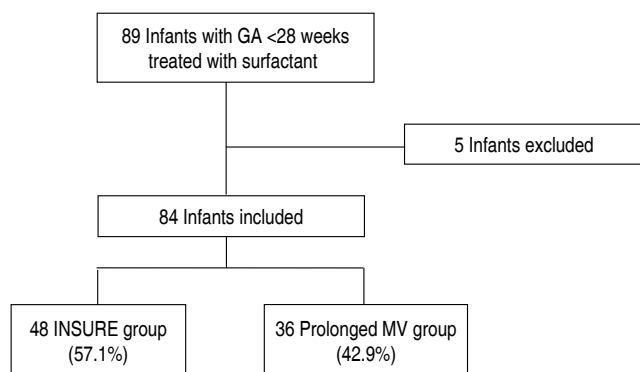 89 Infants with GA <28 weeks
treated with surfactant
5 Infants excluded
84 Infants included
48 INSURE group
(57.1%)
36 Prolonged MV group
(42.9%)